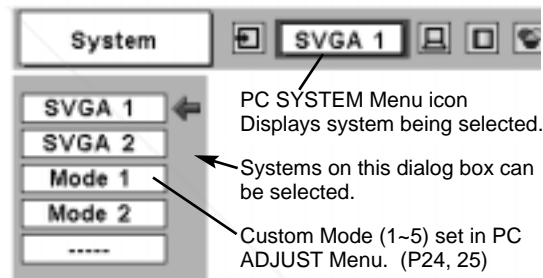 System
SVGA 1
PC SYSTEM Menu icon
Displays system being selected.
SVGA 1
SVGA 2
Mode 1
Mode 2
-----
Systems on this dialog box can
be selected.
Custom Mode (1~5) set in PC
ADJUST Menu. (P24, 25)